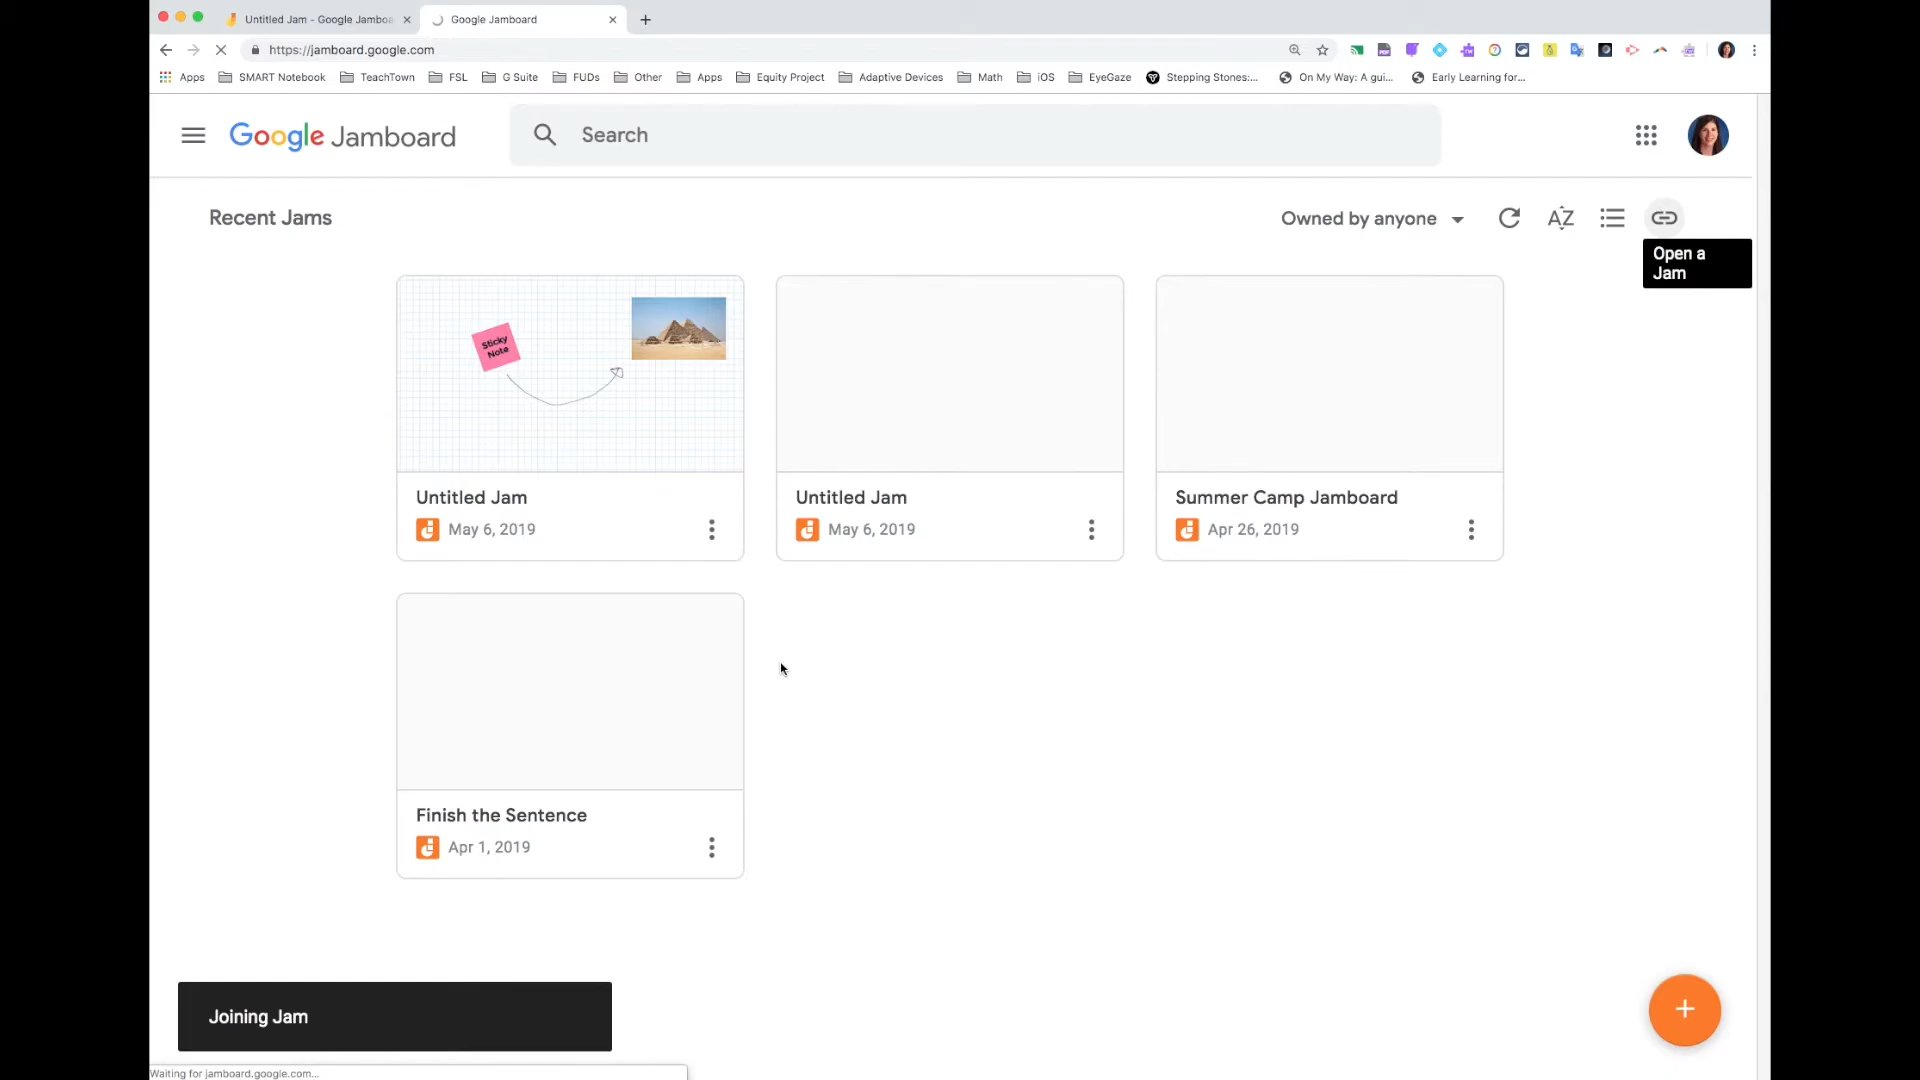 Untitled Jam - Google Jamboa
Google Jamboard
https://jamboard.google.com
Apps SMART Notebook TeachTown FSL G Suite FUDs Other Apps Equity Project Adaptive Devices Math iOS EyeGaze Stepping Stones:... On My Way: A gui... Early Learning for...
Google Jamboard
Search
Recent Jams
Owned by anyone
AZ
Open a
Jam
Sticky
Note
Untitled Jam
May 6, 2019
Untitled Jam
May 6, 2019
Summer Camp Jamboard
Apr 26, 2019
Finish the Sentence
Apr 1, 2019
Joining Jam
Waiting for jamboard.google.com...